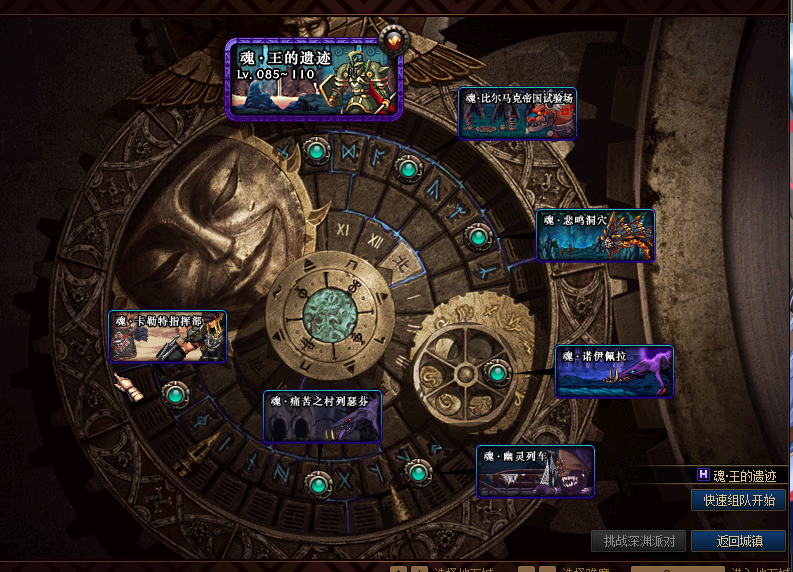 魂·王的遗迹
Lv. 085~110
魂·比尔马克帝国试验场
魂·悲鸣洞穴
XI
XII
北
魂·卡勒特指挥部
魂·诺伊佩拉
魂·痛苦之村列瑟芬
魂·幽灵列车
H 魂·王的遗迹
快速组队开始
挑战深渊派对
返回城镇